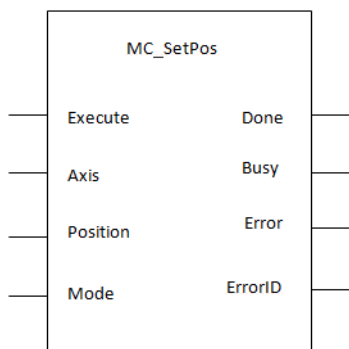 MC_SetPos
Execute Done
Axis Busy
Position Error
Mode ErrorID